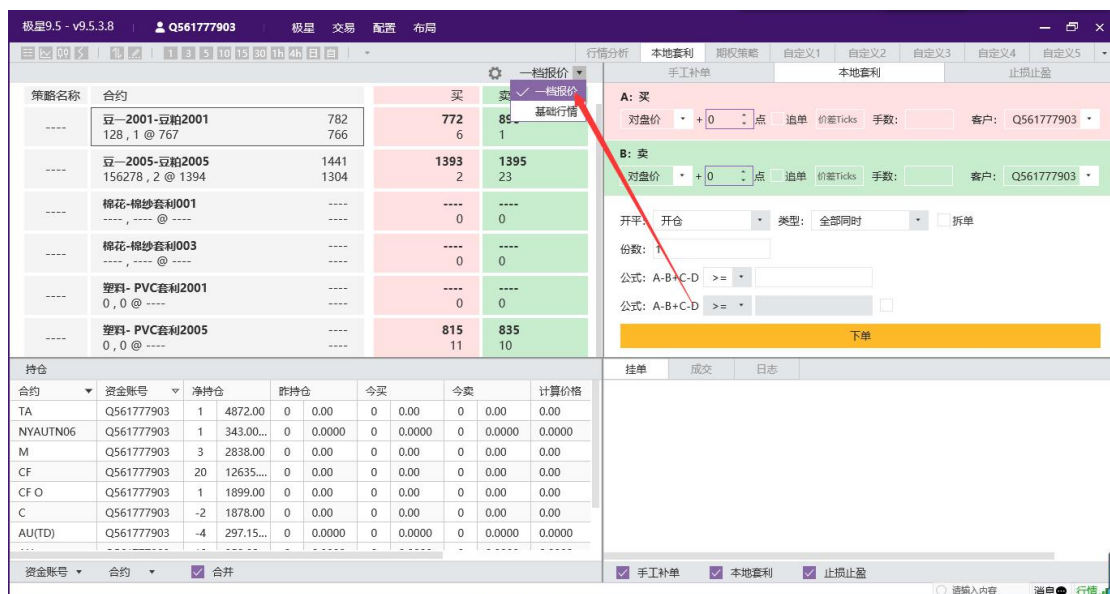 极星9.5 - v9.5.3.8 Q561777903 极星 交易 配置 布局
1 3 5 10 15 30 1h 4h 日 自 行情分析 本地套利 期权策略 自定义1 自定义2 自定义3 自定义4 自定义5
一档报价 手工补单 本地套利 止损止盈
一档报价
基础行情
策略名称 合约 买 卖
---- 豆一2001-豆粕2001 782 772
128 , 1 @ 767 766 6 1
---- 豆一2005-豆粕2005 1441 1393 1395
156278 , 2 @ 1394 1304 2 23
---- 棉花-棉纱套利001 ---- ---- ----
---- , ---- @ ---- ---- 0 0
---- 棉花-棉纱套利003 ---- ---- ----
---- , ---- @ ---- ---- 0 0
---- 塑料- PVC套利2001 ---- ---- ----
0 , 0 @ ---- ---- 0 0
---- 塑料- PVC套利2005 ---- 815 835
0 , 0 @ ---- ---- 11 10
A: 买
对盘价 + 0 点 追单 价差Ticks 手数: 客户: Q561777903
B: 卖
对盘价 + 0 点 追单 价差Ticks 手数: 客户: Q561777903
开平: 开仓 类型: 全部同时 拆单
份数: 1
公式: A-B+C-D >=
公式: A-B+C-D >=
下单
持仓
合约 资金账号 净持仓 昨持仓 今买 今卖 计算价格
TA Q561777903 1 4872.00 0 0.00 0 0.00 0 0.00 0.00
NYAUTN06 Q561777903 1 343.00... 0 0.0000 0 0.0000 0 0.0000 0.0000
M Q561777903 3 2838.00 0 0.00 0 0.00 0 0.00 0.00
CF Q561777903 20 12635.... 0 0.00 0 0.00 0 0.00 0.00
CF O Q561777903 1 1899.00 0 0.00 0 0.00 0 0.00 0.00
C Q561777903 -2 1878.00 0 0.00 0 0.00 0 0.00 0.00
AU(TD) Q561777903 -4 297.15... 0 0.0000 0 0.0000 0 0.0000 0.0000
资金账号 合约 合并
挂单 成交 日志
手工补单 本地套利 止损止盈
请输入内容 消息 行情